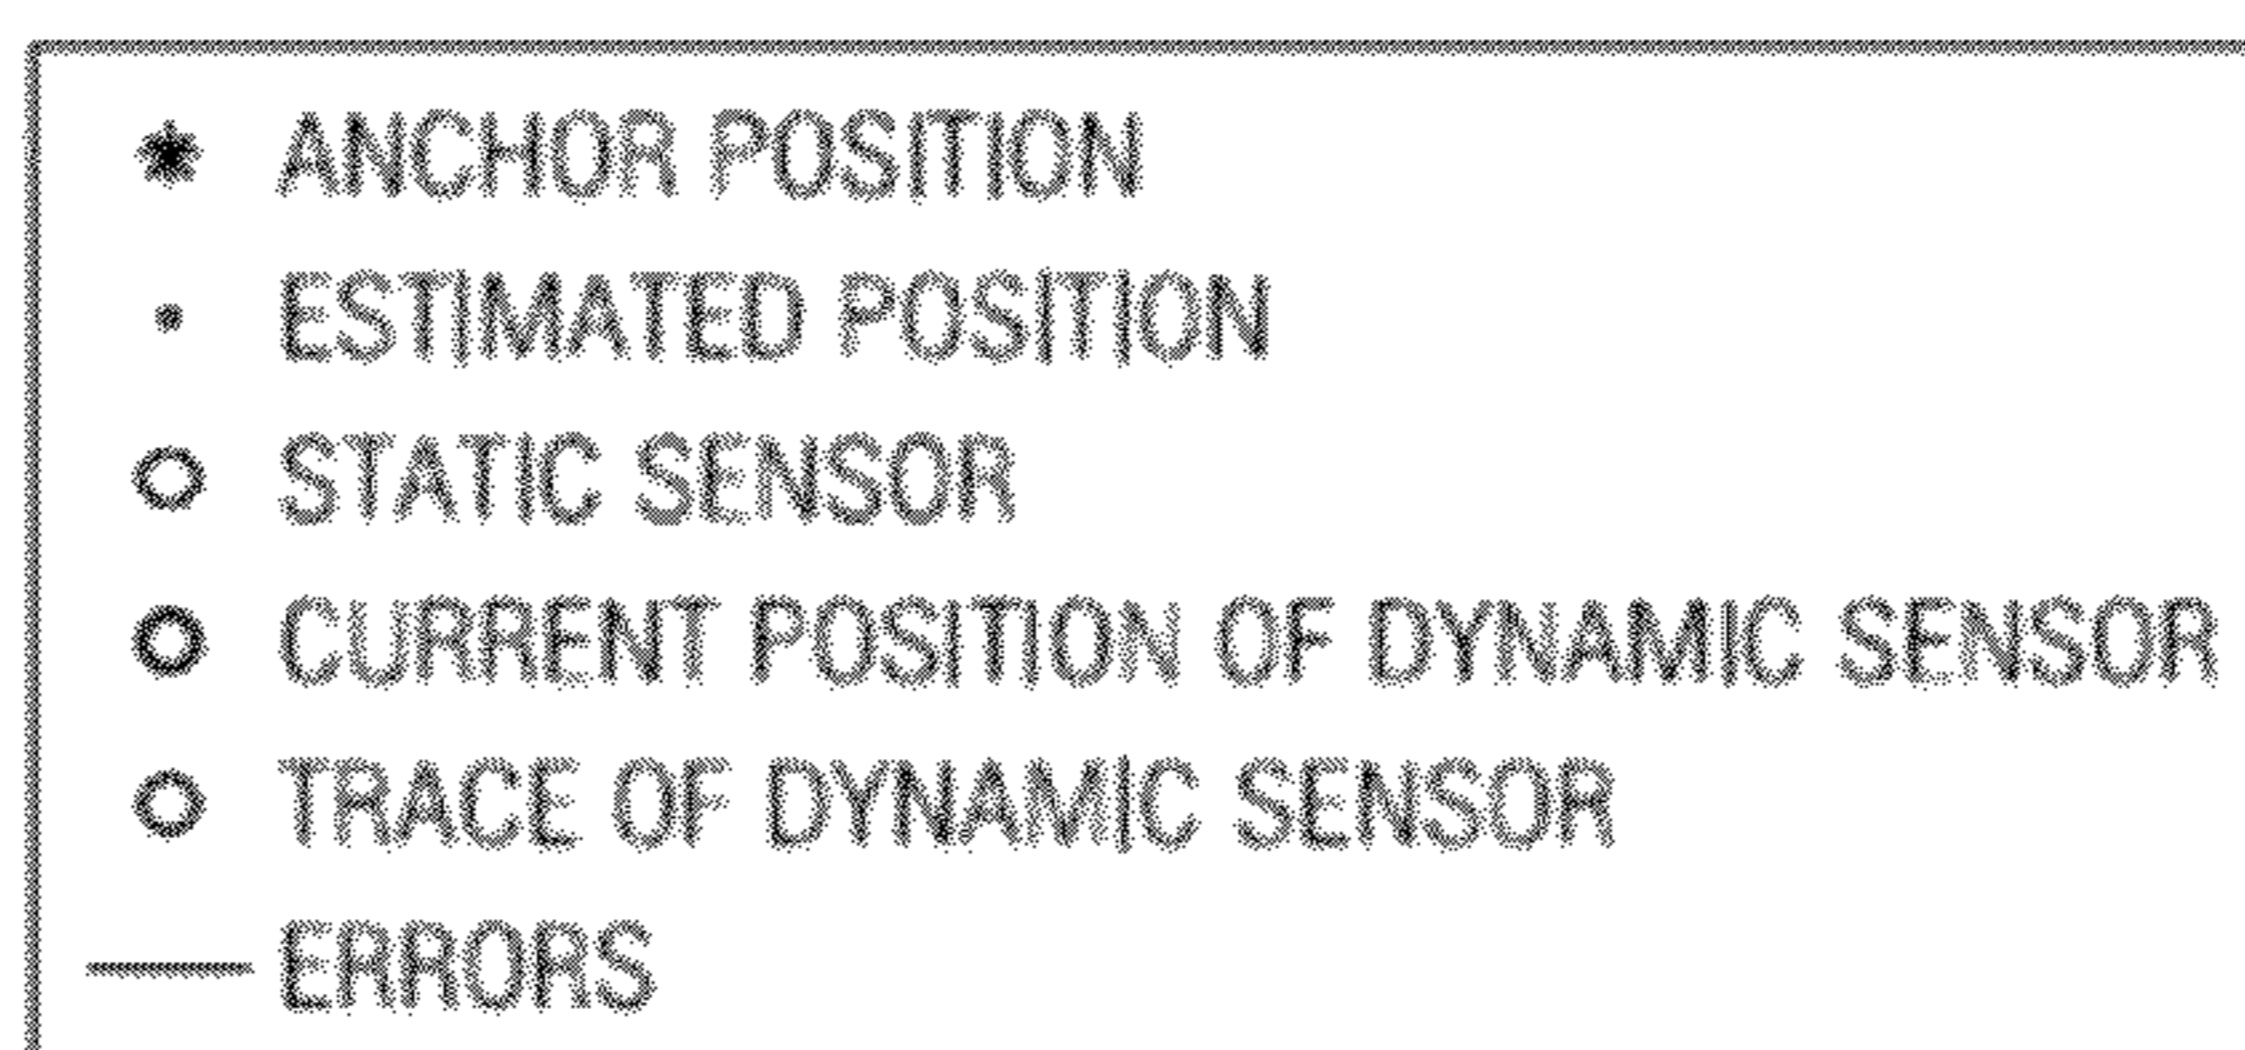 ANCHOR POSITION
ESTIMATED POSITION
STATIC SENSOR
CURRENT POSITION OF DYNAMIC SENSOR
TRACE OF DYNAMIC SENSOR
ERRORS